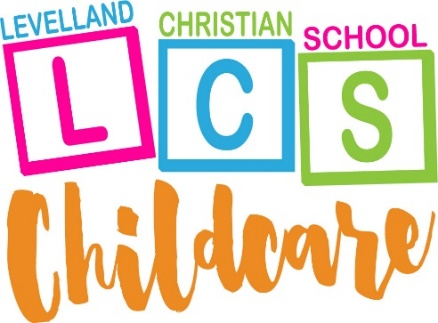 LEVELLAND CHRISTIAN SCHOOL
L C S
Childcare